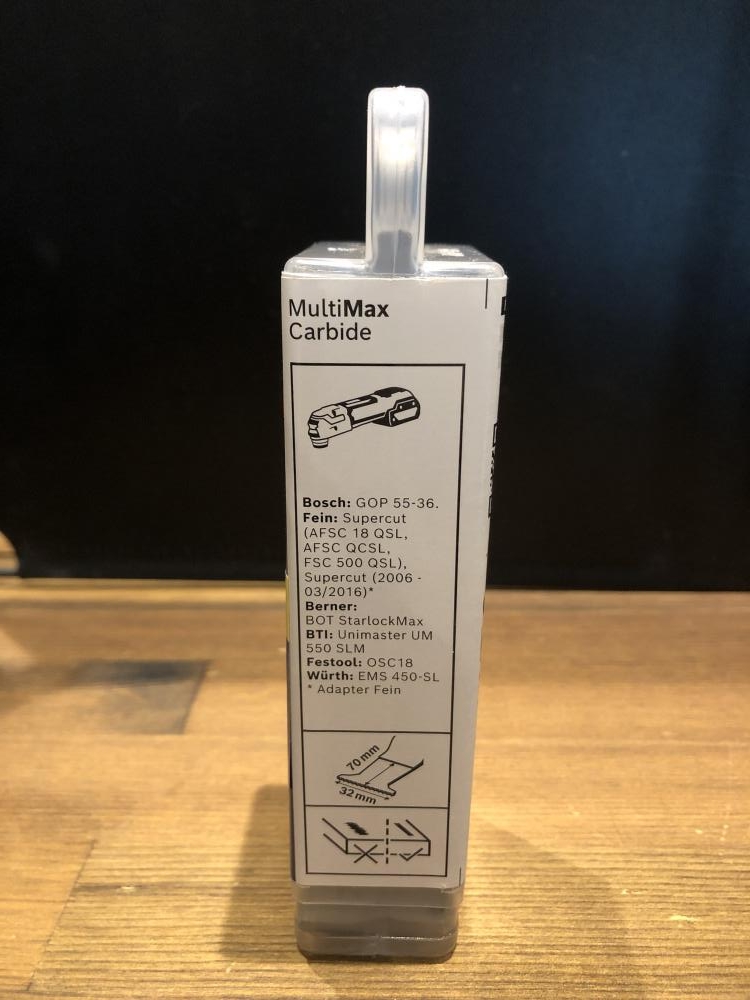 MultiMax
Carbide
Bosch: GOP 55-36.
Fein: Supercut
(AFSC 18 QSL,
AFSC QCSL,
FSC 500 QSL),
Supercut (2006 -
03/2016)*
Berner:
BOT StarlockMax
BTI: Unimaster UM
550 SLM
Festool: OSC18
Würth: EMS 450-SL
* Adapter Fein
70 mm
32 mm